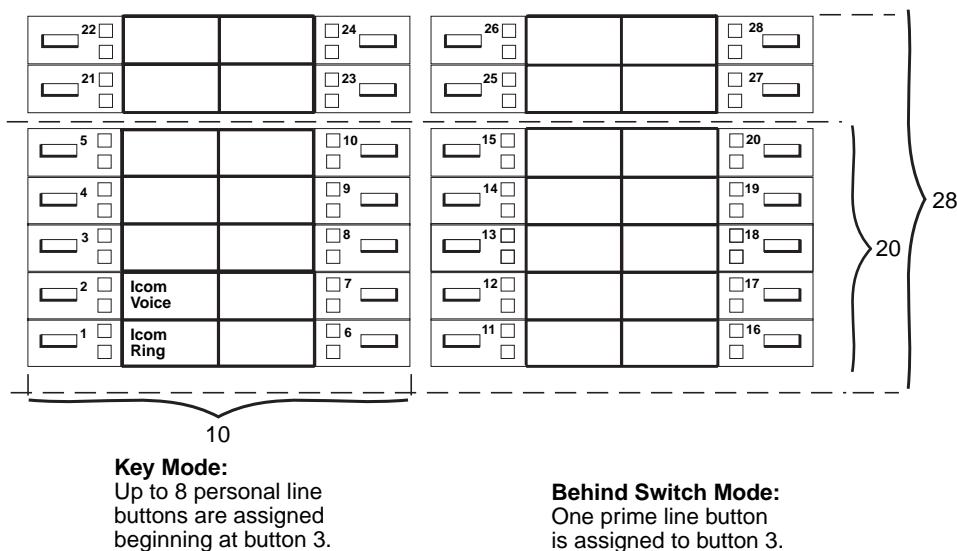 22 24 26 28
21 23 25 27
5 10 15 20
4 9 14 19
28
3 8 13 18
20
2 Icom Voice 7 12 17
1 Icom Ring 6 11 16
10
Key Mode:
Up to 8 personal line
buttons are assigned
beginning at button 3.
Behind Switch Mode:
One prime line button
is assigned to button 3.